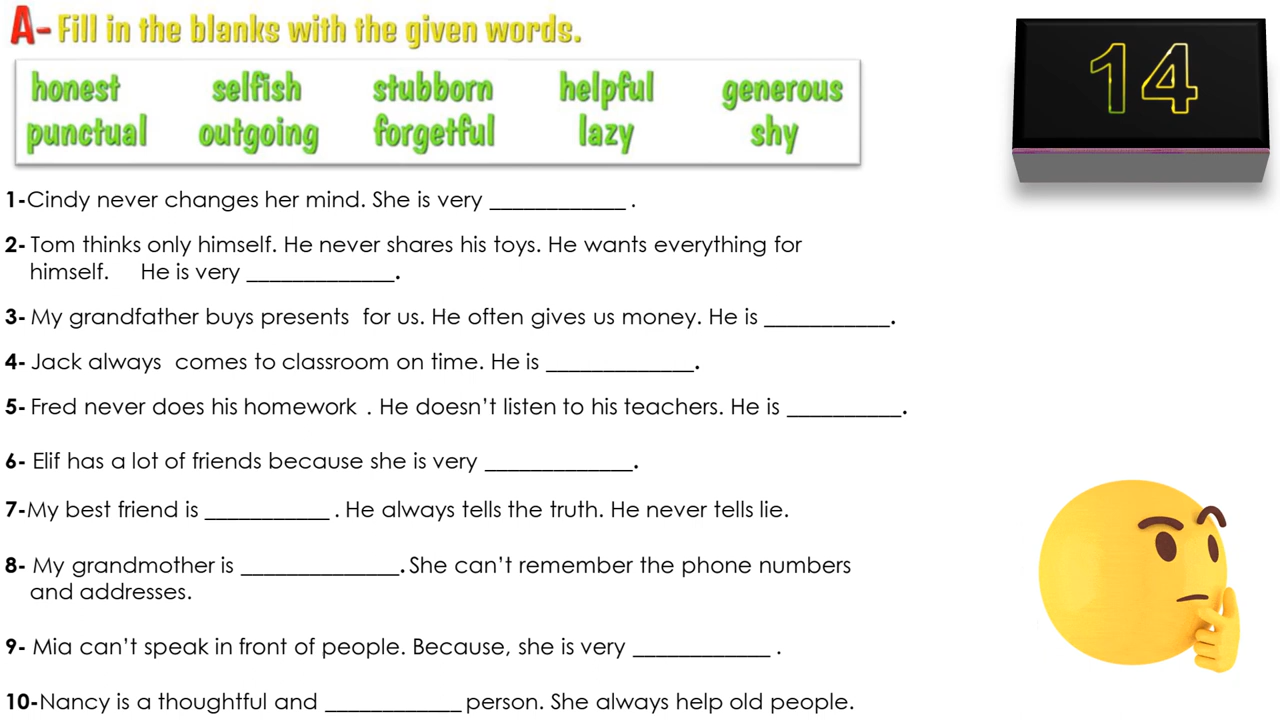 A- Fill in the blanks with the given words.
14
honest selfish stubborn helpful generous
punctual outgoing forgetful lazy shy
1-Cindy never changes her mind. She is very ____________ .
2- Tom thinks only himself. He never shares his toys. He wants everything for
himself. He is very _____________.
3- My grandfather buys presents for us. He often gives us money. He is ___________.
4- Jack always comes to classroom on time. He is _____________.
5- Fred never does his homework . He doesn't listen to his teachers. He is __________.
6- Elif has a lot of friends because she is very _____________.
7-My best friend is ___________ . He always tells the truth. He never tells lie.
8- My grandmother is ______________. She can't remember the phone numbers
and addresses.
9- Mia can't speak in front of people. Because, she is very ____________ .
10-Nancy is a thoughtful and ____________ person. She always help old people.